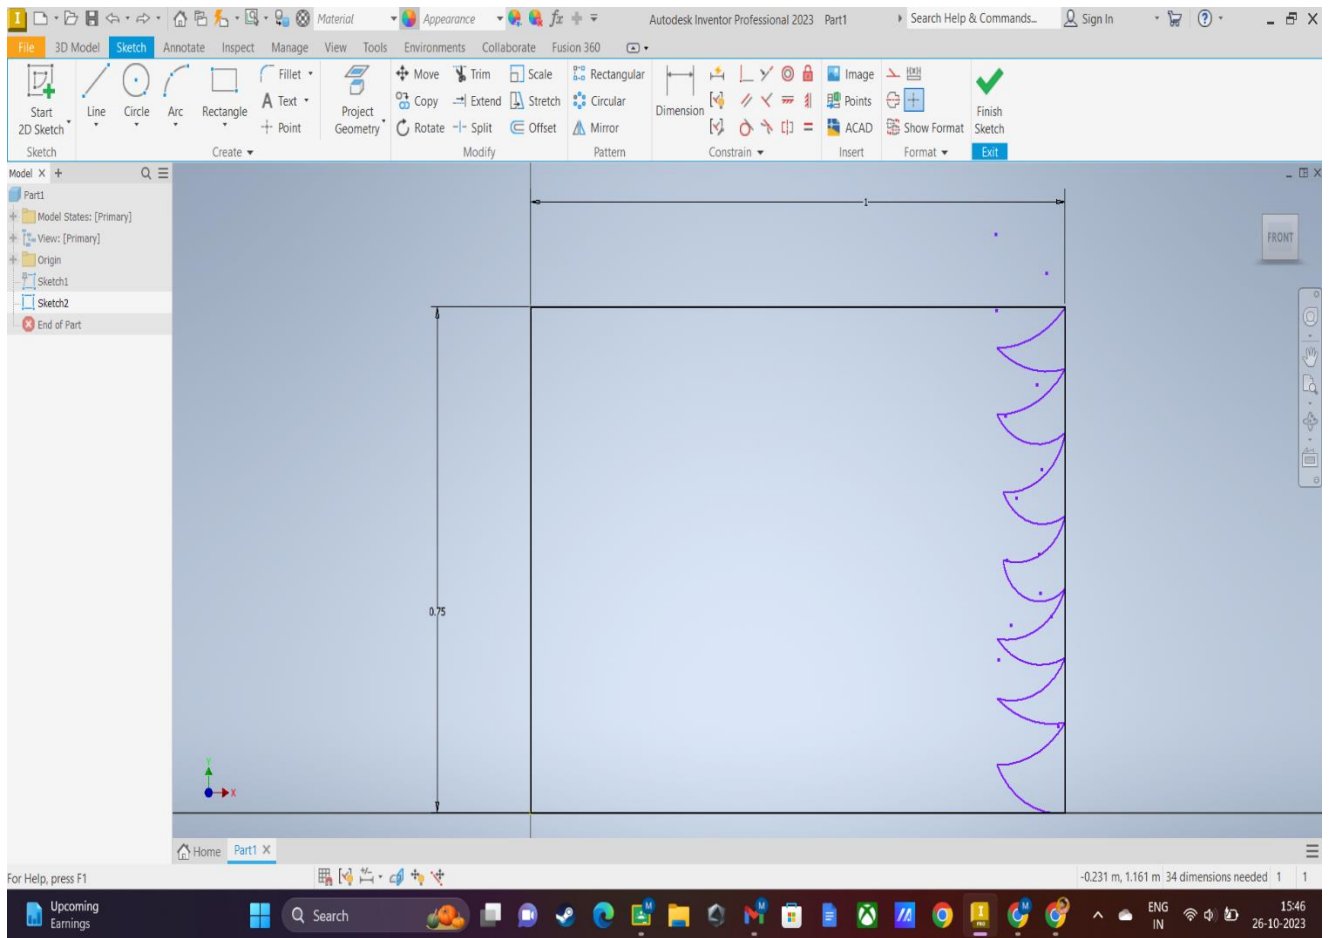 Material
Appearance
fx
Autodesk Inventor Professional 2023 Part1
Search Help & Commands...
Sign In
File 3D Model Sketch Annotate Inspect Manage View Tools Environments Collaborate Fusion 360
Start
2D Sketch
Line
Circle
Arc
Rectangle
Fillet
Text
Point
Project
Geometry
Move
Copy
Rotate
Trim
Extend
Split
Scale
Stretch
Offset
Rectangular
Circular
Mirror
Dimension
Image
Points
ACAD
Show Format
Finish
Sketch
Sketch
Create
Modify
Pattern
Constrain
Insert
Format
Exit
Model
Part1
Model States: [Primary]
View: [Primary]
Origin
Sketch1
Sketch2
End of Part
1
FRONT
0.75
Y
X
Home Part1
For Help, press F1
-0.231 m, 1.161 m 34 dimensions needed 1 1
Upcoming
Earnings
Search
ENG
IN
15:46
26-10-2023